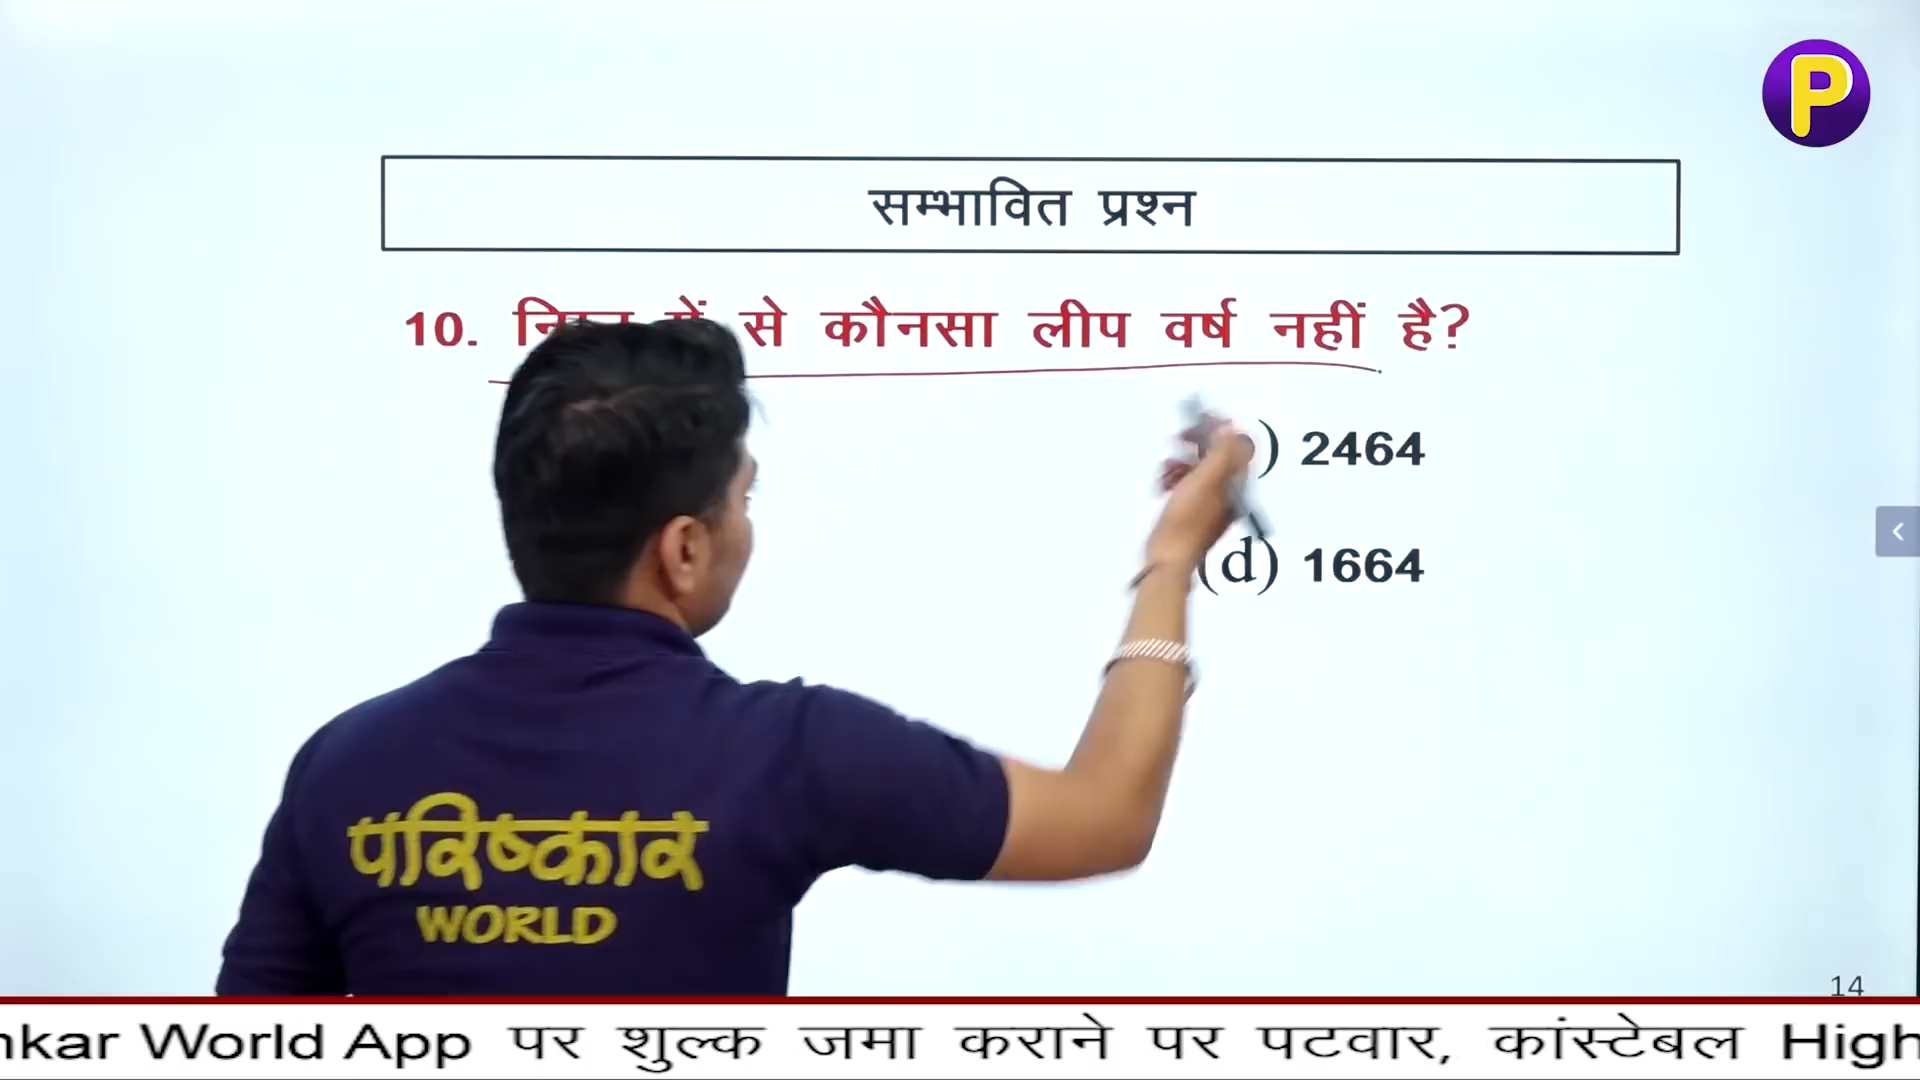 P
सम्भावित प्रश्न
10. में से कौनसा लीप वर्ष नहीं है?
) 2464
(d) 1664
परिष्कार
WORLD
14
nkar World App पर शुल्क जमा कराने पर पटवार, कांस्टेबल High